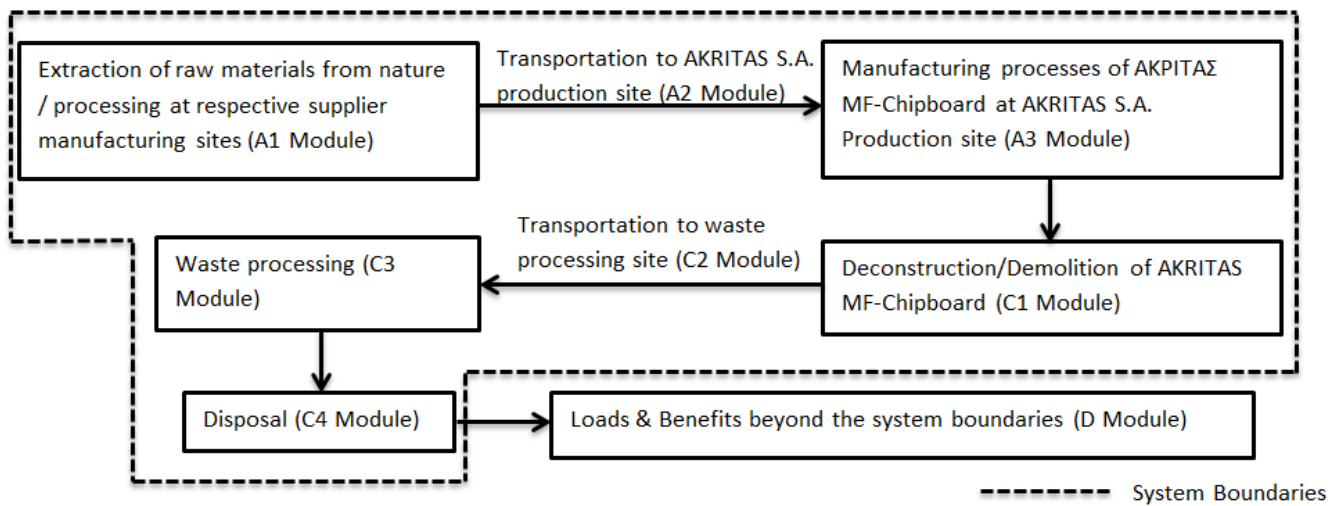 Extraction of raw materials from nature
/ processing at respective supplier
manufacturing sites (A1 Module)
Transportation to AKRITAS S.A.
production site (A2 Module)
Manufacturing processes of ΑΚΡΙΤΑΣ
MF-Chipboard at AKRITAS S.A.
Production site (A3 Module)
Deconstruction/Demolition of AKRITAS
MF-Chipboard (C1 Module)
Transportation to waste
processing site (C2 Module)
Waste processing (C3
Module)
Disposal (C4 Module)
Loads & Benefits beyond the system boundaries (D Module)
System Boundaries